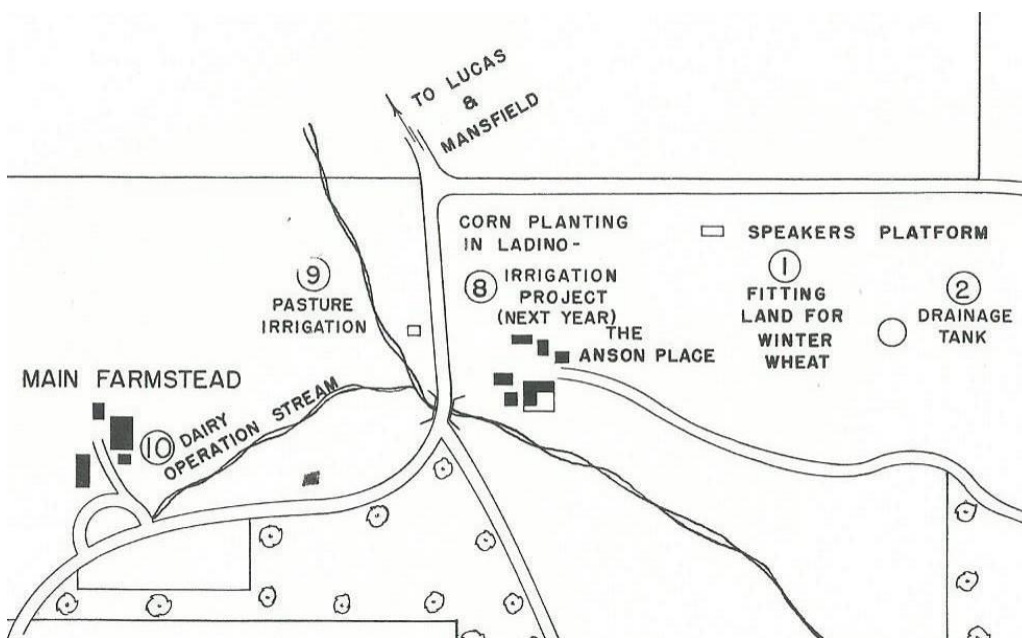 TO LUCAS
&
MANSFIELD
CORN PLANTING
IN LADINO-
8 IRRIGATION
PROJECT
(NEXT YEAR)
THE
ANSON PLACE
SPEAKERS PLATFORM
1
FITTING
LAND FOR
WINTER
WHEAT
2
DRAINAGE
TANK
9
PASTURE
IRRIGATION
MAIN FARMSTEAD
10 DAIRY
OPERATION STREAM